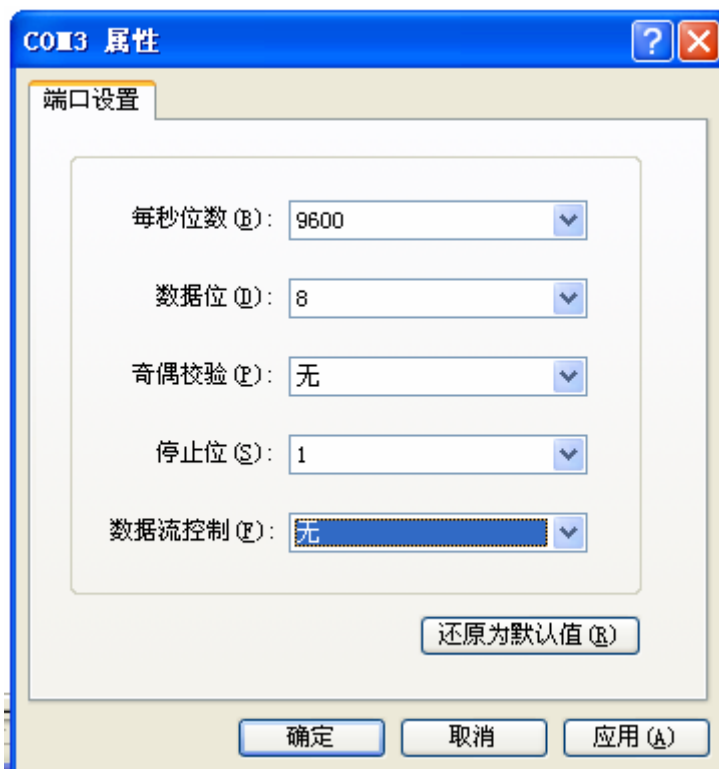 COM3 属性
端口设置
每秒位数(B): 9600
数据位(D): 8
奇偶校验(P): 无
停止位(S): 1
数据流控制(F): 无
还原为默认值(R)
确定 取消 应用(A)